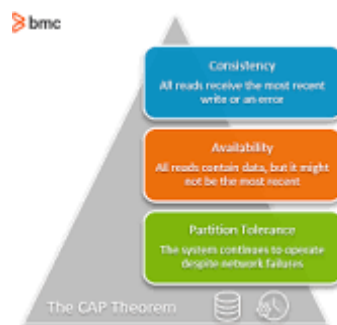 bmc
Consistency
All reads receive the most recent
write or an error
Availability
All reads contain data, but it might
not be the most recent
Partition Tolerance
The system continues to operate
despite network failures
The CAP Theorem